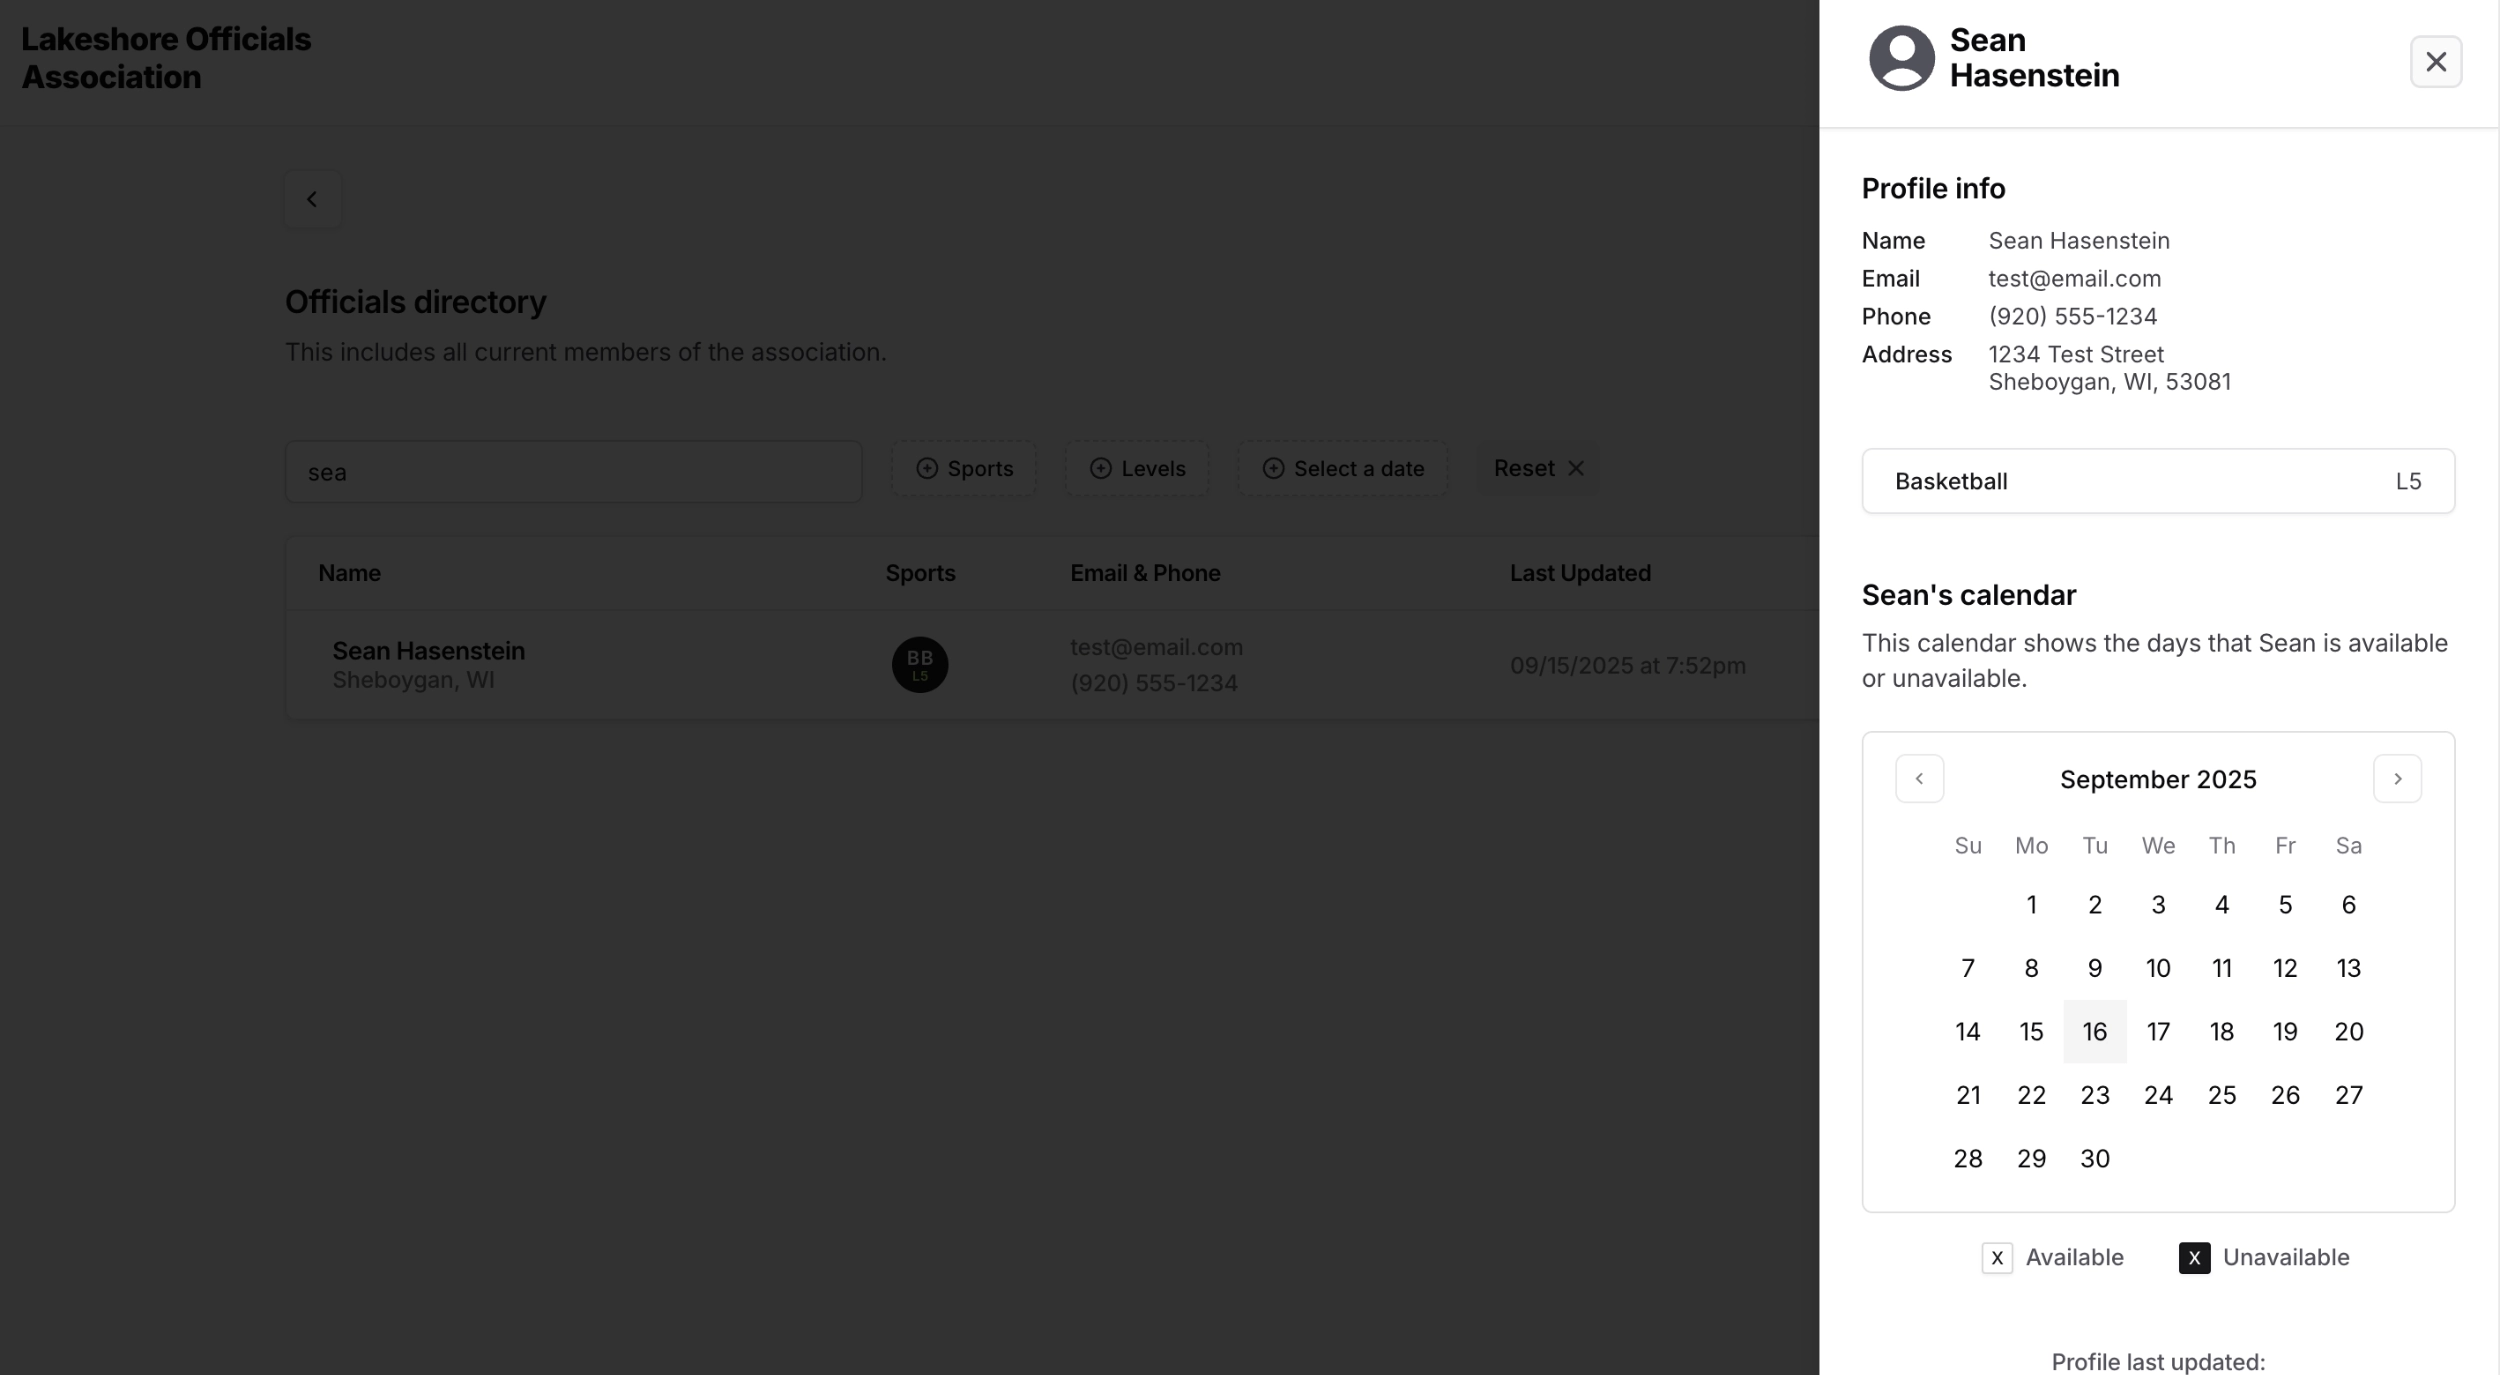 Lakeshore Officials
Association
Officials directory
This includes all current members of the association.
sea
Sports
Levels
Select a date
Reset
Name Sports Email & Phone Last Updated
Sean Hasenstein
Sheboygan, WI
BB
L5
test@email.com
(920) 555-1234
09/15/2025 at 7:52pm
Sean
Hasenstein
Profile info
Name Sean Hasenstein
Email test@email.com
Phone (920) 555-1234
Address 1234 Test Street
Sheboygan, WI, 53081
Basketball L5
Sean's calendar
This calendar shows the days that Sean is available
or unavailable.
September 2025
Su Mo Tu We Th Fr Sa
1 2 3 4 5 6
7 8 9 10 11 12 13
14 15 16 17 18 19 20
21 22 23 24 25 26 27
28 29 30
X Available X Unavailable
Profile last updated: